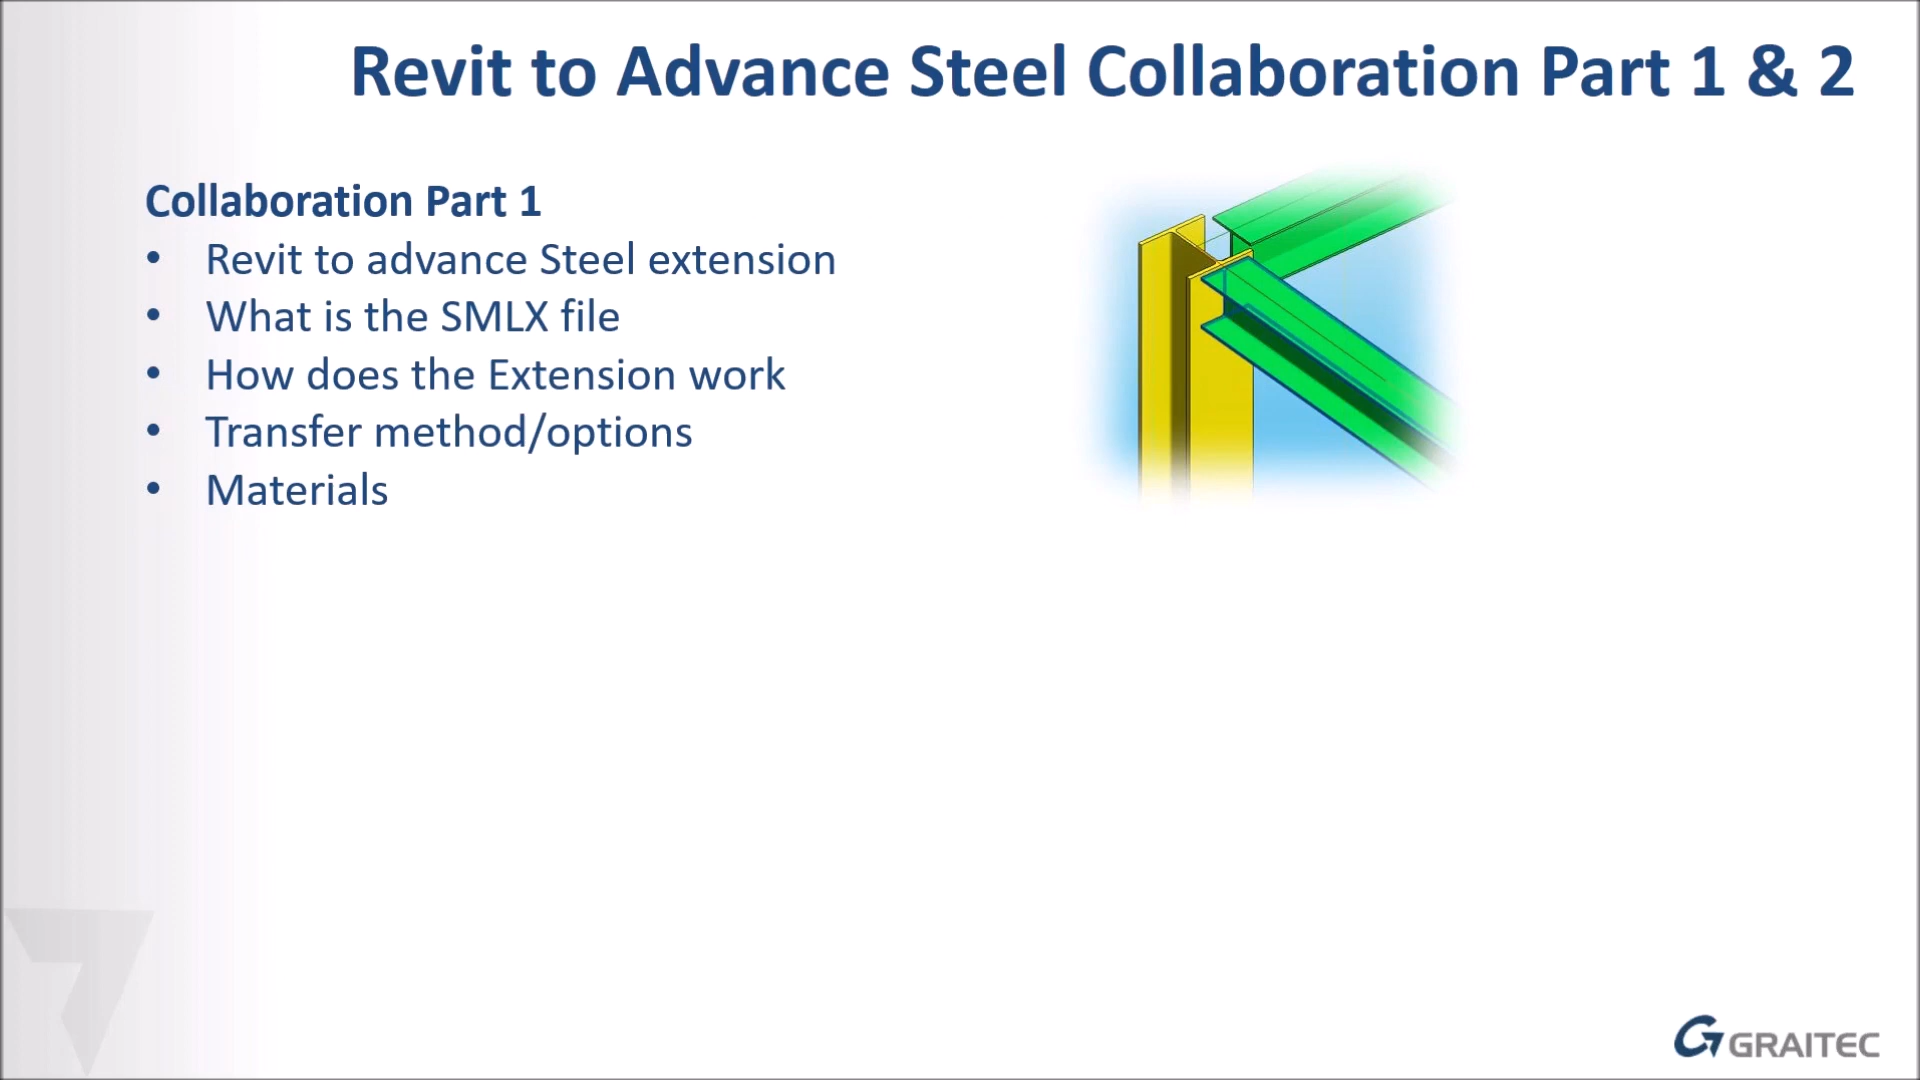 Revit to Advance Steel Collaboration Part 1 & 2
Collaboration Part 1
• Revit to advance Steel extension
• What is the SMLX file
• How does the Extension work
• Transfer method/options
• Materials
GRAITEC